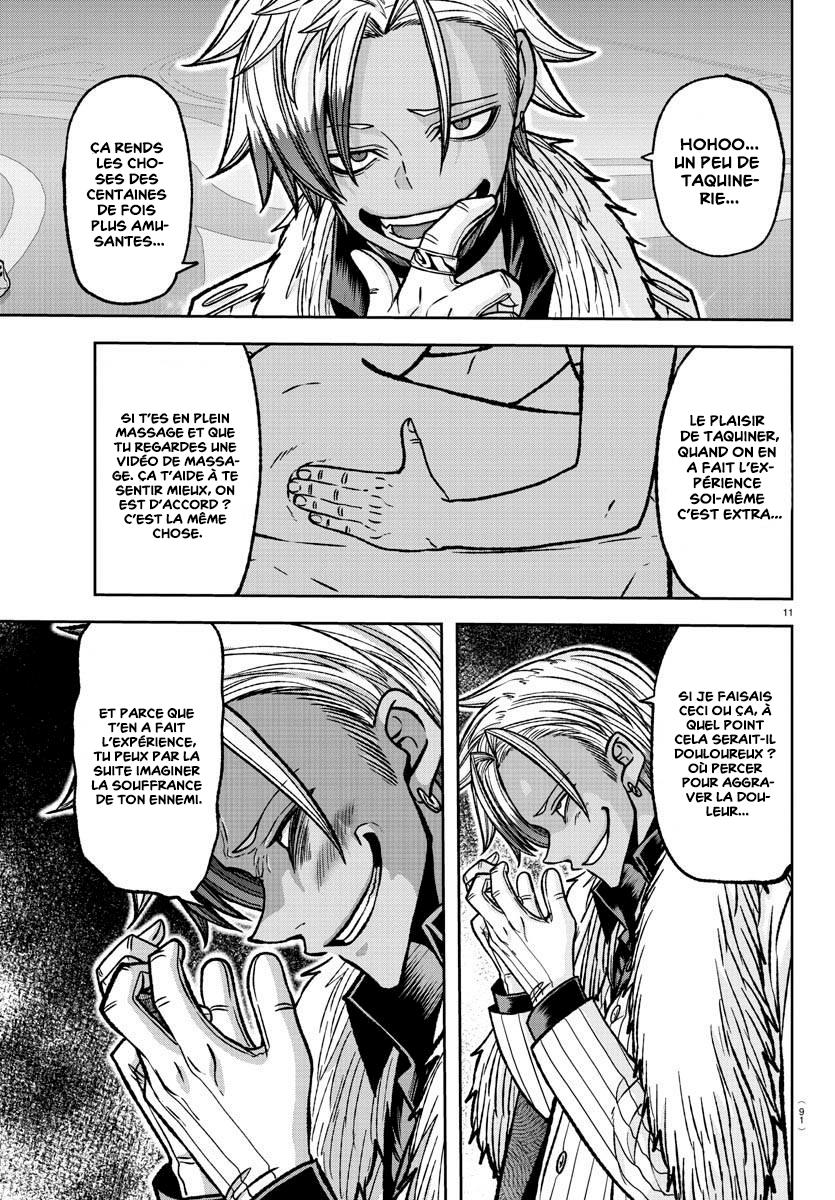 HOHOO...
UN PEU DE
TAQUINE-
RIE...
ÇA RENDS
LES CHO-
SES DES
CENTAINES
DE FOIS
PLUS AMU-
SANTES...
LE PLAISIR
DE TAQUINER,
QUAND ON EN
A FAIT L'EX-
PÉRIENCE
SOI-MÊME
C'EST EXTRA...
SI T'ES EN PLEIN
MASSAGE ET QUE
TU REGARDES UNE
VIDÉO DE MASSA-
GE. ÇA T'AIDE À TE
SENTIR MIEUX, ON
EST D'ACCORD ?
C'EST LA MÊME
CHOSE.
11
SI JE FAISAIS
CECI OU ÇA, À
QUEL POINT
CELA SERAIT-IL
DOULOUREUX ?
OÙ PERCER
POUR AGGRA-
VER LA DOU-
LEUR...
ET PARCE QUE
T'EN A FAIT
L'EXPÉRIENCE,
TU PEUX PAR LA
SUITE IMAGINER
LA SOUFFRANCE
DE TON ENNEMI.
(91)